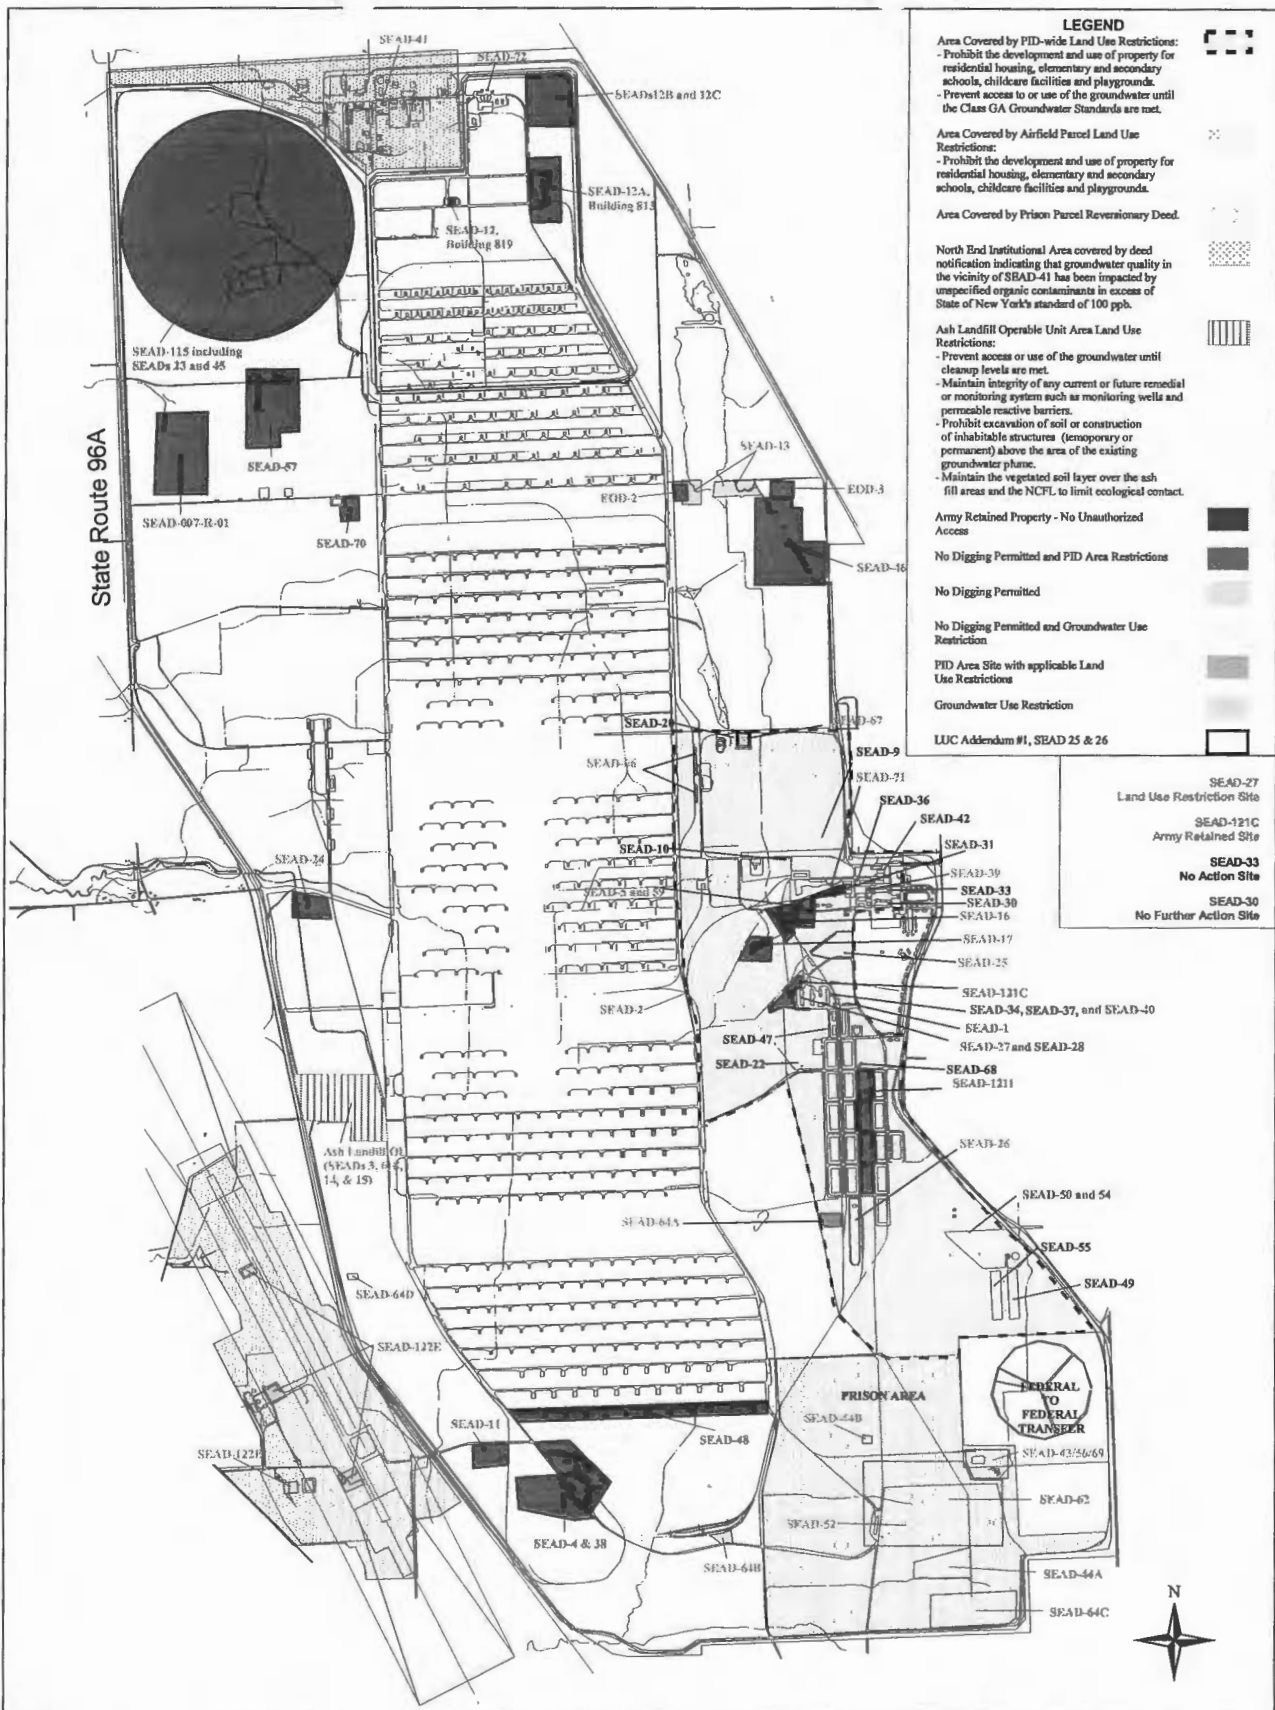 LEGEND
Area Covered by PID-wide Land Use Restrictions:
- Prohibit the development and use of property for
residential housing, elementary and secondary
schools, childcare facilities and playgrounds.
- Prevent access to or use of the groundwater until
the Class GA Groundwater Standards are met.
Area Covered by Airfield Parcel Land Use
Restrictions:
- Prohibit the development and use of property for
residential housing, elementary and secondary
schools, childcare facilities and playgrounds.
Area Covered by Prison Parcel Reversionary Deed.
North End Institutional Area covered by deed
notification indicating that groundwater quality in
the vicinity of SEAD-41 has been impacted by
unspecified organic contaminants in excess of
State of New York's standard of 100 ppb.
Ash Landfill Operable Unit Area Land Use
Restrictions:
- Prevent access or use of the groundwater until
cleanup levels are met.
- Maintain integrity of any current or future remedial
or monitoring system such as monitoring wells and
permeable reactive barriers.
- Prohibit excavation of soil or construction
of inhabitable structures (temoporary or
permanent) above the area of the existing
groundwater plume.
- Maintain the vegetated soil layer over the ash
fill areas and the NCFL to limit ecological contact.
Army Retained Property - No Unauthorized
Access
No Digging Permitted and PID Area Restrictions
No Digging Permitted
No Digging Permitted and Groundwater Use
Restriction
PID Area Site with applicable Land
Use Restrictions
Groundwater Use Restriction
LUC Addendum #1, SEAD 25 & 26
SEAD-27
Land Use Restriction Site
SEAD-121C
Army Retained Site
SEAD-33
No Action Site
SEAD-30
No Further Action Site
State Route 96A
SEAD-41
SEAD-72
SEADs12B and 12C
SEAD-12A,
Building 813
SEAD-12,
Building 819
SEAD-115 including
SEADs 23 and 45
SEAD-57
SEAD-007-R-01
SEAD-70
SEAD-13
EOD-2
EOD-3
SEAD-46
SEAD-20
SEAD-67
SEAD-9
SEAD-71
SEAD-36
SEAD-42
SEAD-10
SEAD-31
SEAD-39
SEAD-33
SEAD-30
SEAD-16
SEAD-5 and 59
SEAD-24
SEAD-17
SEAD-25
SEAD-121C
SEAD-2
SEAD-34, SEAD-37, and SEAD-40
SEAD-1
SEAD-47
SEAD-27 and SEAD-28
SEAD-22
SEAD-68
SEAD-121I
SEAD-26
Ash Landfill OU
14, & 15)
SEAD-50 and 54
SEAD-64A
SEAD-55
SEAD-49
SEAD-64D
SEAD-122E
PRISON AREA
FEDERAL
TO
FEDERAL
TRANSFER
SEAD-44B
SEAD-11
SEAD-48
SEAD-43/56/69
SEAD-122E
SEAD-62
SEAD-52
SEAD-4 & 38
SEAD-64B
SEAD-44A
SEAD-64C
N